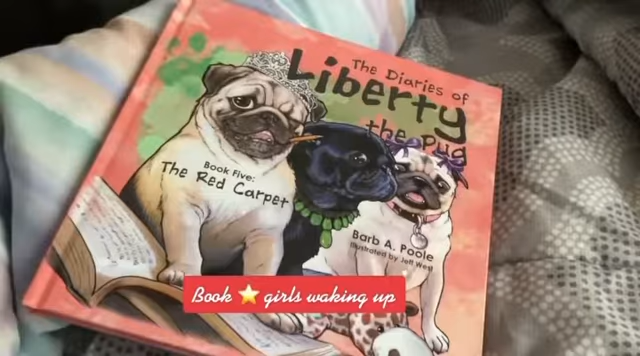 The Diaries of
Liberty
the Pug
Book Five:
The Red Carpet
Barb A. Poole
Illustrated by Jeff West
Book ⭐ girls waking up